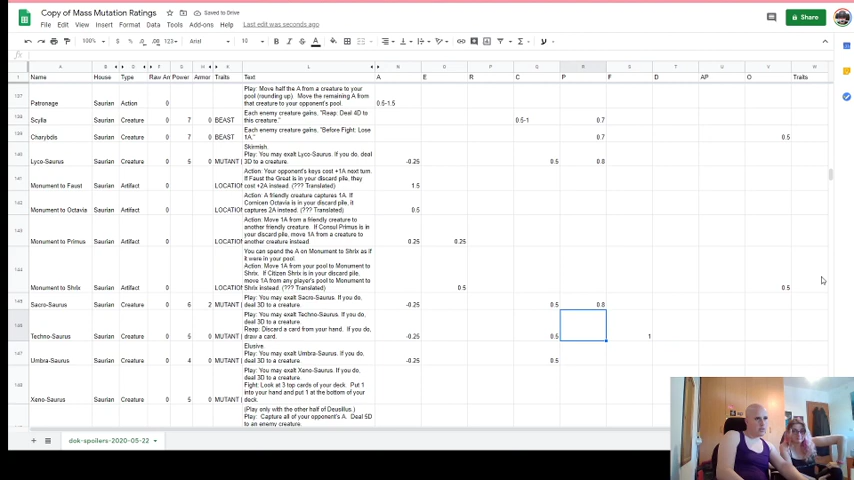 Copy of Mass Mutation Ratings
Saved to Drive
File Edit View Insert Format Data Tools Add-ons Help Last edit was seconds ago
Share
100% $ % .0 .00 123 Arial 10
fx
A B D F G H K L N O P Q R S T U V W
1 Name House Type Raw Am Power Armor Traits Text A E R C P F D AP O Traits
Play: Move half the A from a creature to your
pool (rounding up). Move the remaining A from
137 Patronage Saurian Action 0 that creature to your opponent's pool. 0.5-1.5
Each enemy creature gains, "Reap: Deal 4D to
138 Scylla Saurian Creature 0 7 0 BEAST this creature." 0.5-1 0.7
Each enemy creature gains, "Before Fight: Lose
139 Charybdis Saurian Creature 0 7 0 BEAST 1A." 0.7 0.5
Skirmish.
Play: You may exalt Lyco-Saurus. If you do, deal
140 Lyco-Saurus Saurian Creature 0 5 0 MUTANT 3D to a creature. -0.25 0.5 0.8
Action: Your opponent's keys cost +1A next turn.
If Faust the Great is in your discard pile, they
141 Monument to Faust Saurian Artifact 0 LOCATION cost +2A instead. (??? Translated) 1.5
Action: A friendly creature captures 1A. If
Cornicen Octavia is in your discard pile, it
142 Monument to Octavia Saurian Artifact 0 LOCATION captures 2A instead. (??? Translated) 0.5
Action: Move 1A from a friendly creature to
another friendly creature. If Consul Primus is in
your discard pile, move 1A from a creature to
143 Monument to Primus Saurian Artifact 0 LOCATION another creature instead 0.25 0.25
You can spend the A on Monument to Shrix as if
it were in your pool.
Action: Move 1A from your pool to Monument to
Shrix. If Citizen Shrix is in your discard pile,
move 1A from any player's pool to Monument to
144 Monument to Shrix Saurian Artifact 0 LOCATION Shrix instead. (??? Translated) 0.5 0.5
Play: You may exalt Sacro-Saurus. If you do,
145 Sacro-Saurus Saurian Creature 0 6 2 MUTANT deal 3D to a creature. -0.25 0.5 0.8
Play: You may exalt Techno-Saurus. If you do,
deal 3D to a creature.
Reap: Discard a card from your hand. If you do,
146 Techno-Saurus Saurian Creature 0 5 0 MUTANT draw a card. -0.25 0.5 1
Elusive
Play: You may exalt Umbra-Saurus. If you do,
147 Umbra-Saurus Saurian Creature 0 4 0 MUTANT deal 3D to a creature. -0.25 0.5
Play: You may exalt Xeno-Saurus. If you do,
deal 3D to a creature.
Fight: Look at 3 top cards of your deck. Put 1
into your hand and put 1 at the bottom of your
148 Xeno-Saurus Saurian Creature 0 5 0 MUTANT deck.
(Play only with the other half of Deusillus.)
Play: Capture all of your opponent's A. Deal 5D
to an enemy creature.
dok-spoilers-2020-05-22